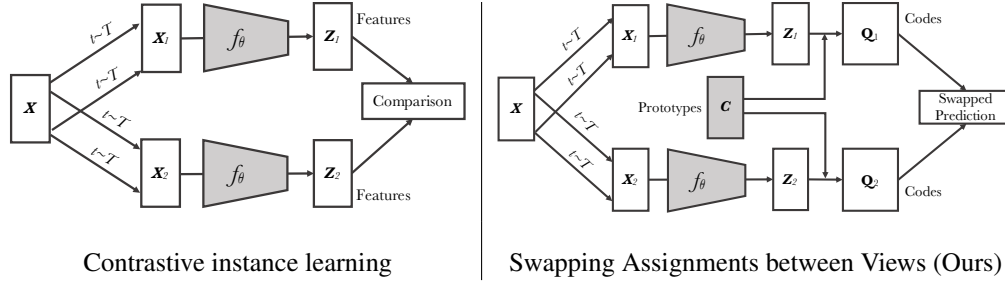 X
t~T
t~T
t~T
t~T
X1
X2
fθ
fθ
Z1
Z2
Features
Features
Comparison
Contrastive instance learning
X
t~T
t~T
t~T
t~T
X1
X2
fθ
fθ
Prototypes
C
Z1
Z2
Q1
Q2
Codes
Codes
Swapped
Prediction
Swapping Assignments between Views (Ours)